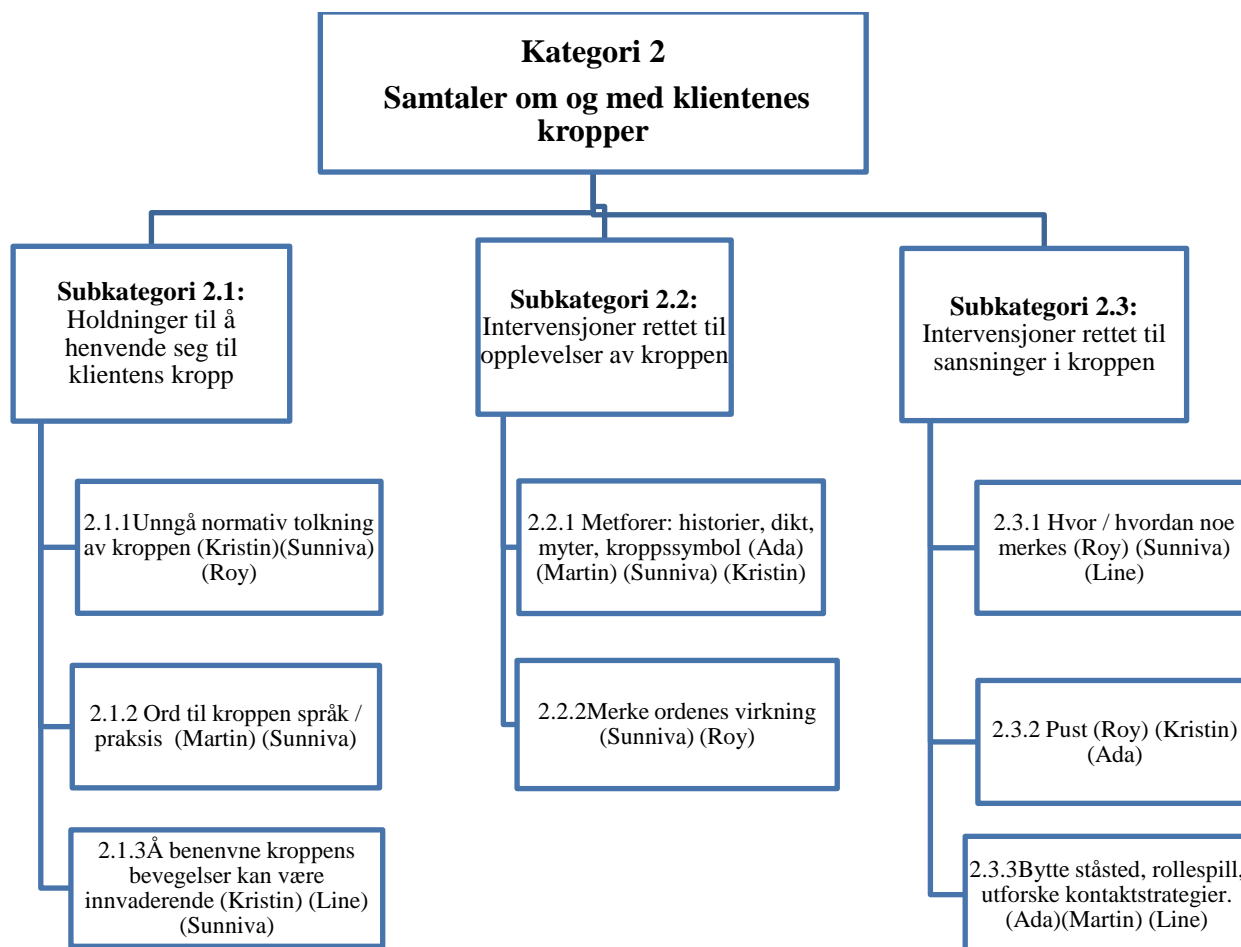 Kategori 2
Samtaler om og med klientenes
kropper
Subkategori 2.1:
Holdninger til å
henvende seg til
klientens kropp
Subkategori 2.2:
Intervensjoner rettet til
opplevelser av kroppen
Subkategori 2.3:
Intervensjoner rettet til
sansninger i kroppen
2.1.1Unngå normativ tolkning
av kroppen (Kristin)(Sunniva)
(Roy)
2.1.2 Ord til kroppen språk /
praksis (Martin) (Sunniva)
2.1.3Å benenvne kroppens
bevegelser kan være
innvaderende (Kristin) (Line)
(Sunniva)
2.2.1 Metforer: historier, dikt,
myter, kroppssymbol (Ada)
(Martin) (Sunniva) (Kristin)
2.2.2Merke ordenes virkning
(Sunniva) (Roy)
2.3.1 Hvor / hvordan noe
merkes (Roy) (Sunniva)
(Line)
2.3.2 Pust (Roy) (Kristin)
(Ada)
2.3.3Bytte ståsted, rollespill,
utforske kontaktstrategier.
(Ada)(Martin) (Line)